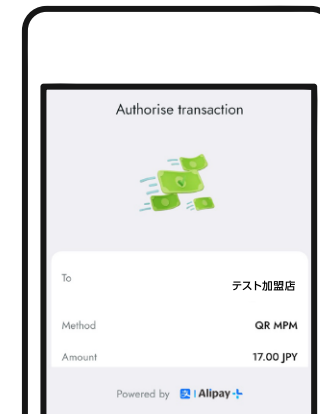 Authorise transaction
To
テスト加盟店
Method QR MPM
Amount 17.00 JPY
Powered by 支 | Alipay+